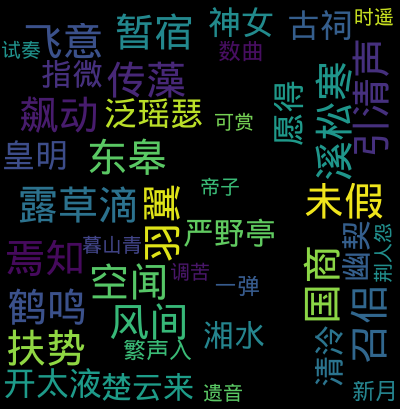 时遥
神女
古祠
暂宿
飞意
试奏
数曲
指微
传藻
引清声
溪松寒
愿得
飙动
泛瑶瑟
可赏
皇明
东皋
帝子
露草滴
羽翼
未假
严野亭
幽契
荆人怨
焉知
暮山青
空闻
调苦
一弹
国商
召侣
鹤鸣
风间
湘水
清泠
扶势
繁声入
开太液
楚云来
遗音
新月